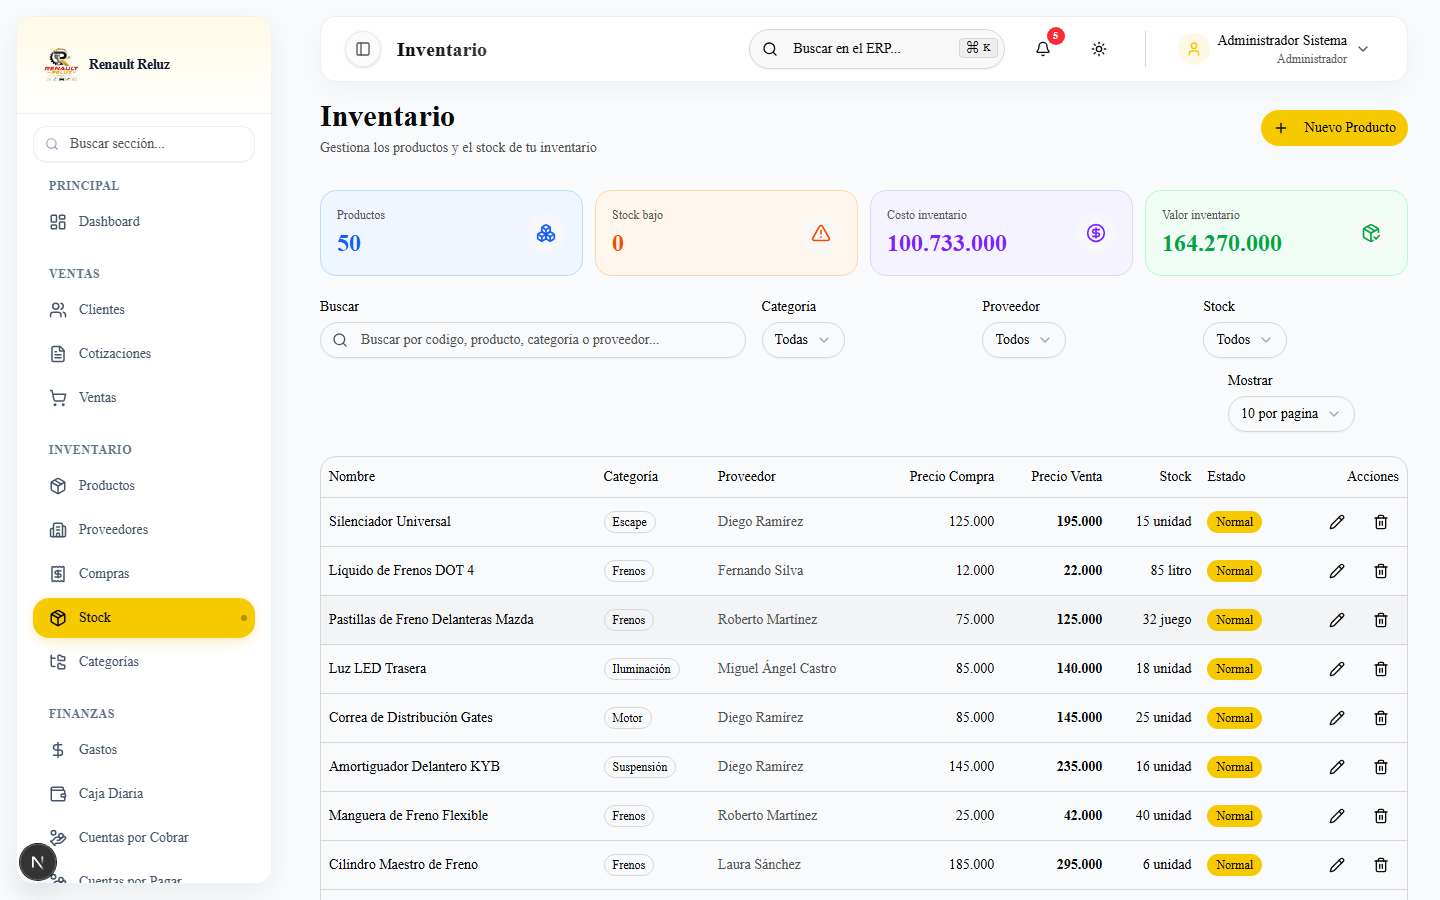 RENAULT
RELUZ
Renault Reluz
Buscar sección...
PRINCIPAL
Dashboard
VENTAS
Clientes
Cotizaciones
Ventas
INVENTARIO
Productos
Proveedores
Compras
Stock
Categorías
FINANZAS
Gastos
Caja Diaria
Cuentas por Cobrar
Cuentas por Pagar
N
Inventario
Buscar en el ERP...
⌘ K
5
Administrador Sistema
Administrador
Inventario
Gestiona los productos y el stock de tu inventario
Nuevo Producto
Productos
50
Stock bajo
0
Costo inventario
100.733.000
Valor inventario
164.270.000
Buscar
Buscar por codigo, producto, categoria o proveedor...
Categoria
Todas
Proveedor
Todos
Stock
Todos
Mostrar
10 por pagina
Nombre Categoría Proveedor Precio Compra Precio Venta Stock Estado Acciones
Silenciador Universal Escape Diego Ramírez 125.000 195.000 15 unidad Normal
Líquido de Frenos DOT 4 Frenos Fernando Silva 12.000 22.000 85 litro Normal
Pastillas de Freno Delanteras Mazda Frenos Roberto Martínez 75.000 125.000 32 juego Normal
Luz LED Trasera Iluminación Miguel Ángel Castro 85.000 140.000 18 unidad Normal
Correa de Distribución Gates Motor Diego Ramírez 85.000 145.000 25 unidad Normal
Amortiguador Delantero KYB Suspensión Diego Ramírez 145.000 235.000 16 unidad Normal
Manguera de Freno Flexible Frenos Roberto Martínez 25.000 42.000 40 unidad Normal
Cilindro Maestro de Freno Frenos Laura Sánchez 185.000 295.000 6 unidad Normal